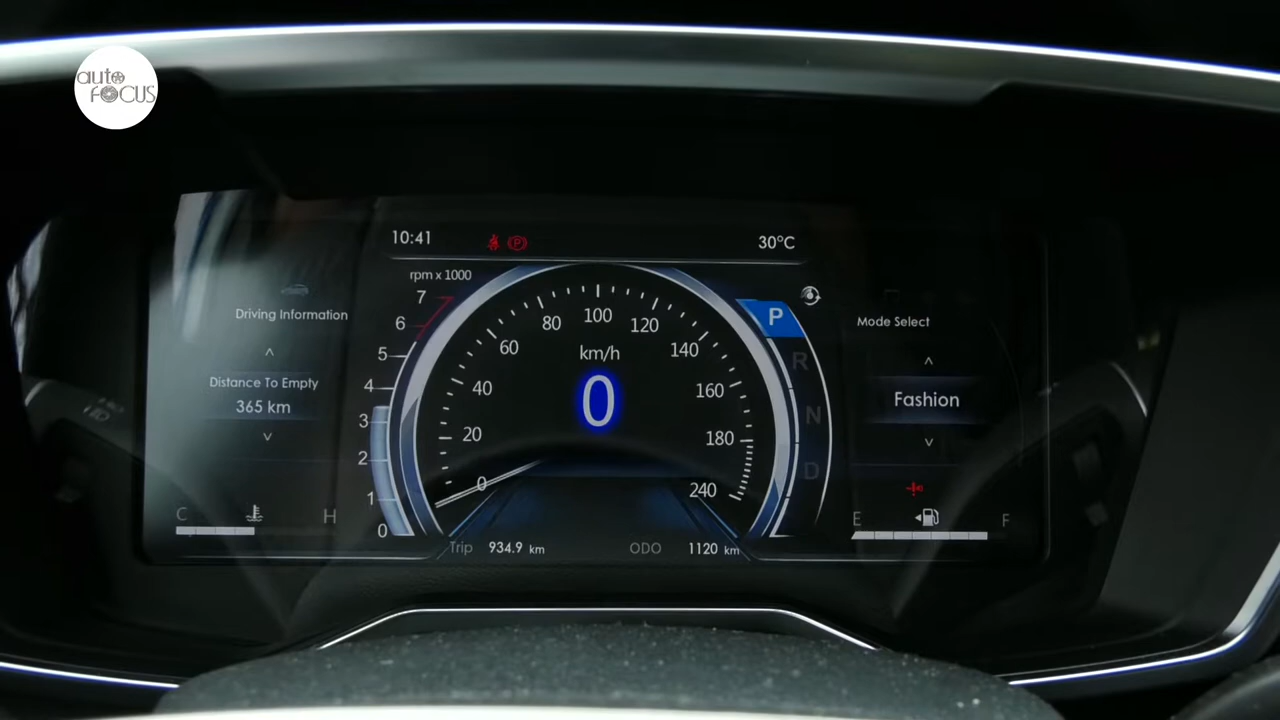 auto
FOCUS
10:41
P
30°C
rpm x 1000
7
6
5
4
3
2
1
0
Driving Information
Distance To Empty
365 km
C
H
0
20
40
60
80
100
120
140
160
180
240
km/h
0
P
R
N
D
Trip 934.9 km
ODO 1120 km
Mode Select
Fashion
E
F